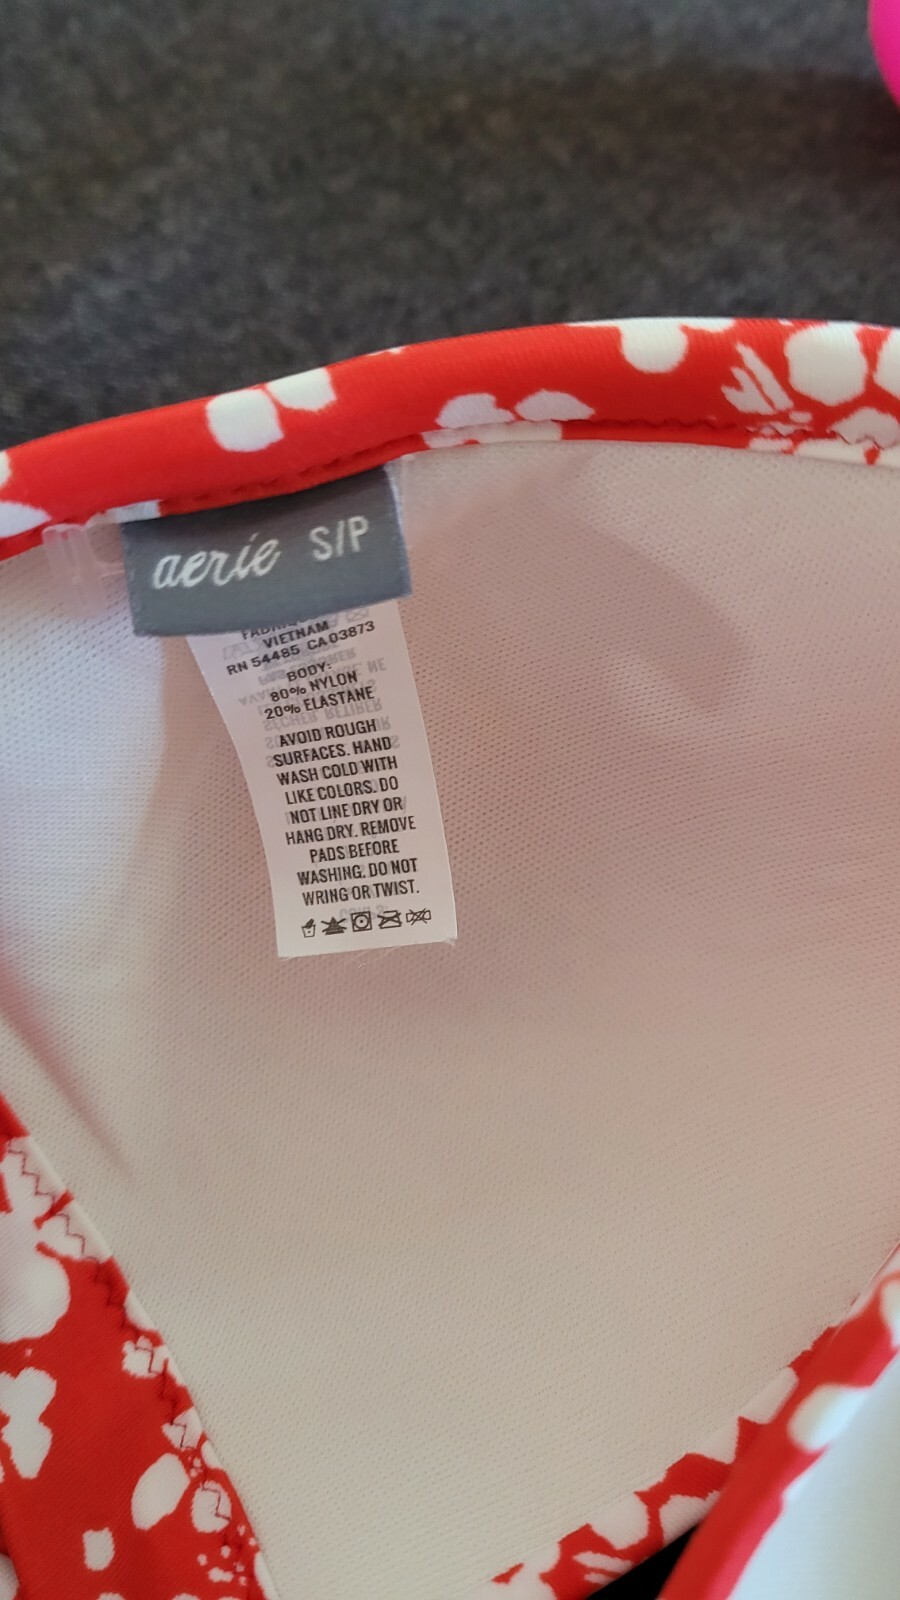 aerie S/P
VIETNAM
RN 54485 CA 03873
BODY:
80% NYLON
20% ELASTANE
AVOID ROUGH
SURFACES. HAND
WASH COLD WITH
LIKE COLORS. DO
NOT LINE DRY OR
HANG DRY. REMOVE
PADS BEFORE
WASHING. DO NOT
WRING OR TWIST.